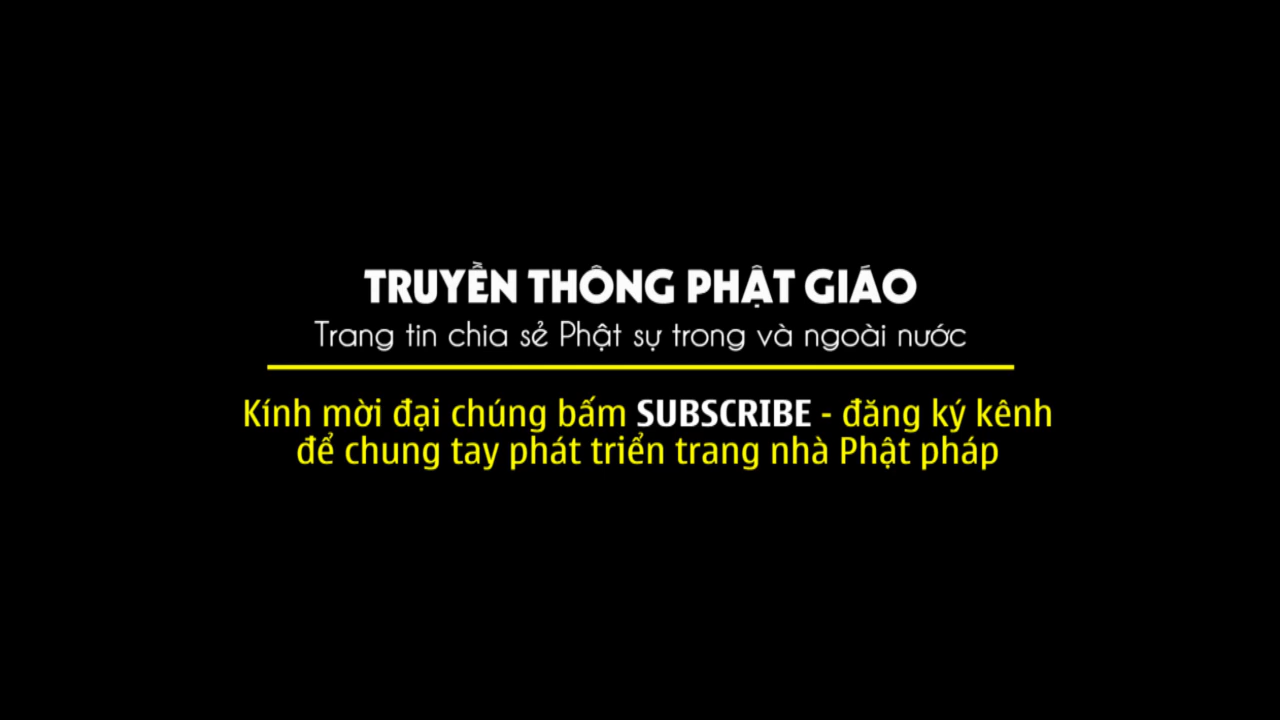 TRUYỀN THÔNG PHẬT GIÁO
Trang tin chia sẻ Phật sự trong và ngoài nước
Kính mời đại chúng bấm SUBSCRIBE - đăng ký kênh
để chung tay phát triển trang nhà Phật pháp